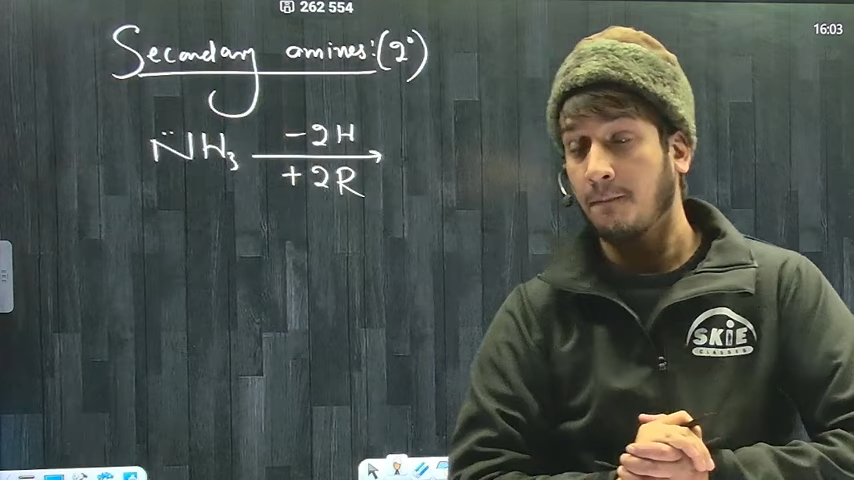 262 554
16:03
Secondary amines:(2°)
N̈H₃ −2H
+2R →
SKIE
CLASSES